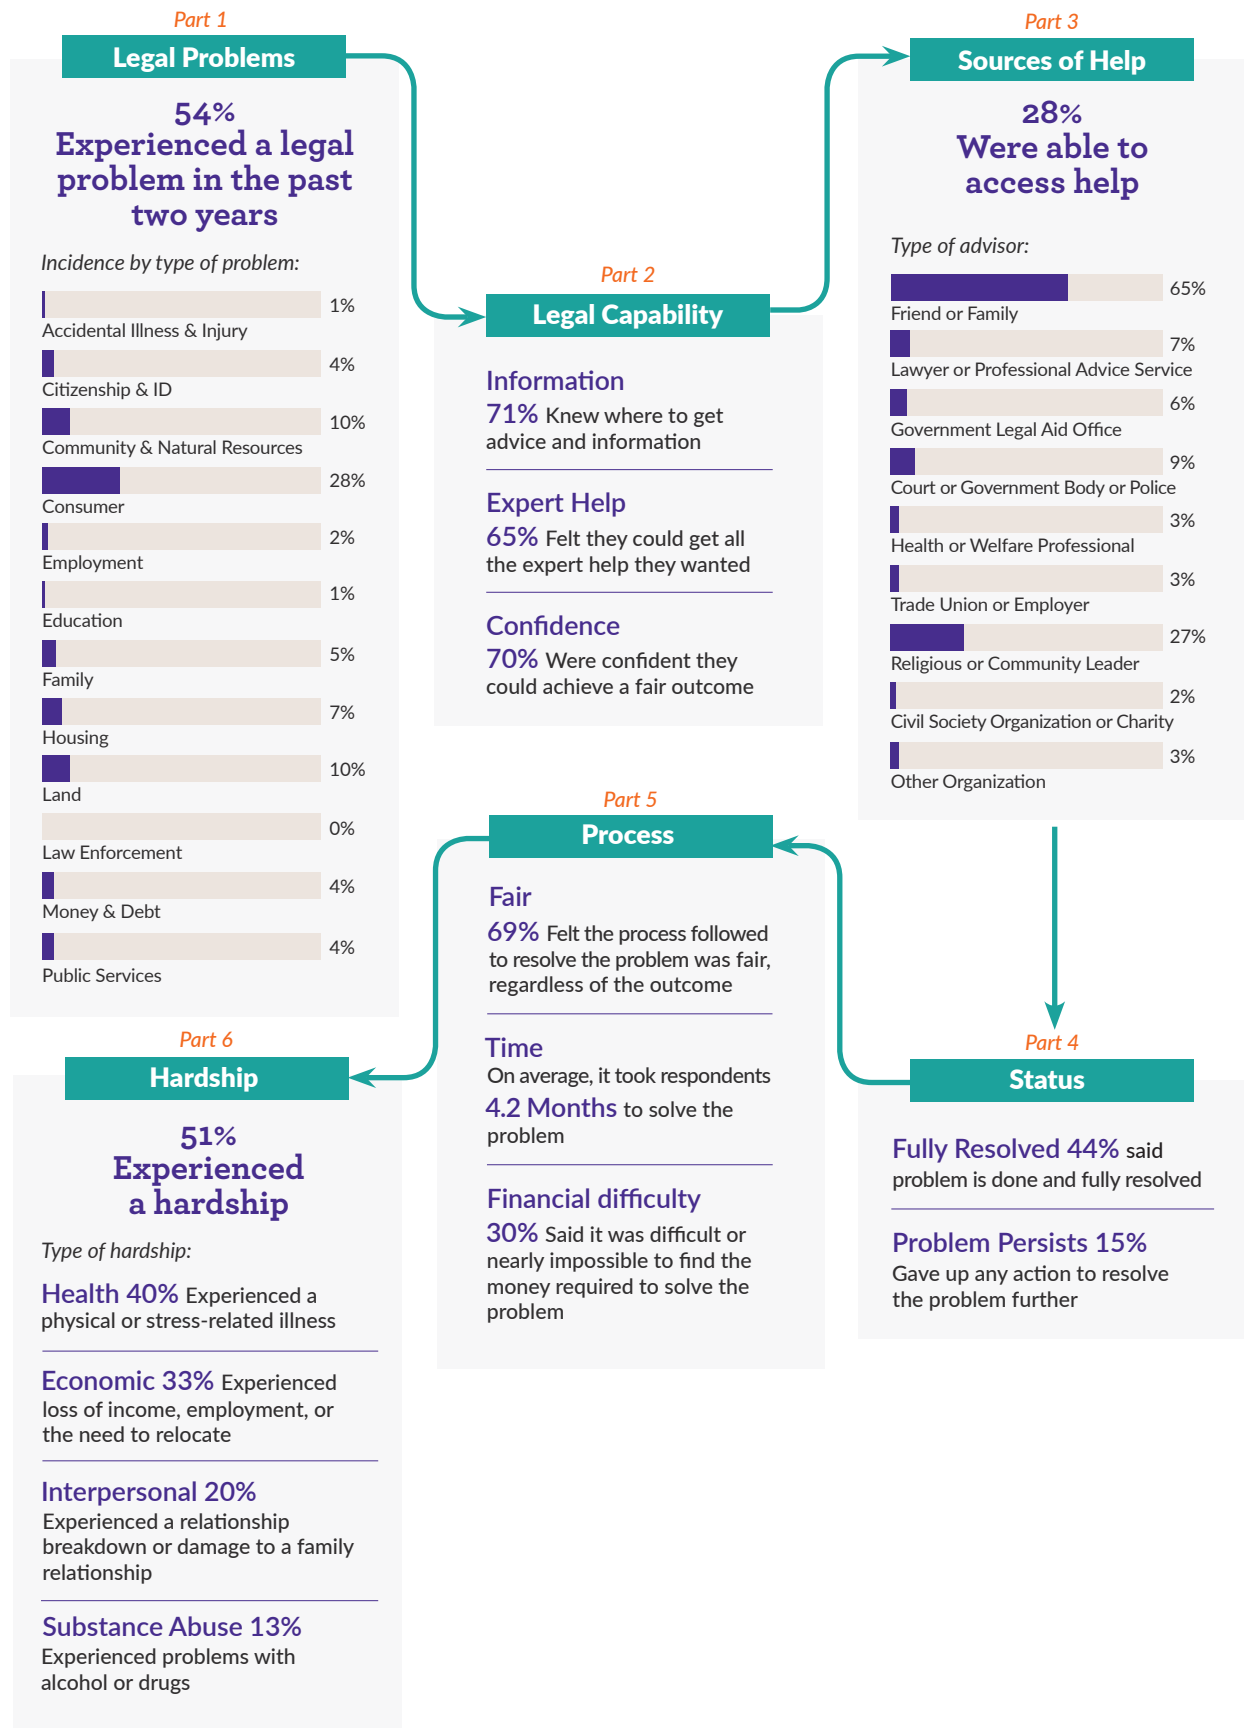 Part 1
Legal Problems
54%
Experienced a legal
problem in the past
two years
Incidence by type of problem:
1%
Accidental Illness & Injury
4%
Citizenship & ID
10%
Community & Natural Resources
28%
Consumer
2%
Employment
1%
Education
5%
Family
7%
Housing
10%
Land
0%
Law Enforcement
4%
Money & Debt
4%
Public Services
Part 2
Legal Capability
Information
71% Knew where to get
advice and information
Expert Help
65% Felt they could get all
the expert help they wanted
Confidence
70% Were confident they
could achieve a fair outcome
Part 3
Sources of Help
28%
Were able to
access help
Type of advisor:
65%
Friend or Family
7%
Lawyer or Professional Advice Service
6%
Government Legal Aid Office
9%
Court or Government Body or Police
3%
Health or Welfare Professional
3%
Trade Union or Employer
27%
Religious or Community Leader
2%
Civil Society Organization or Charity
3%
Other Organization
Part 4
Status
Fully Resolved 44% said
problem is done and fully resolved
Problem Persists 15%
Gave up any action to resolve
the problem further
Part 5
Process
Fair
69% Felt the process followed
to resolve the problem was fair,
regardless of the outcome
Time
On average, it took respondents
4.2 Months to solve the
problem
Financial difficulty
30% Said it was difficult or
nearly impossible to find the
money required to solve the
problem
Part 6
Hardship
51%
Experienced
a hardship
Type of hardship:
Health 40% Experienced a
physical or stress-related illness
Economic 33% Experienced
loss of income, employment, or
the need to relocate
Interpersonal 20%
Experienced a relationship
breakdown or damage to a family
relationship
Substance Abuse 13%
Experienced problems with
alcohol or drugs